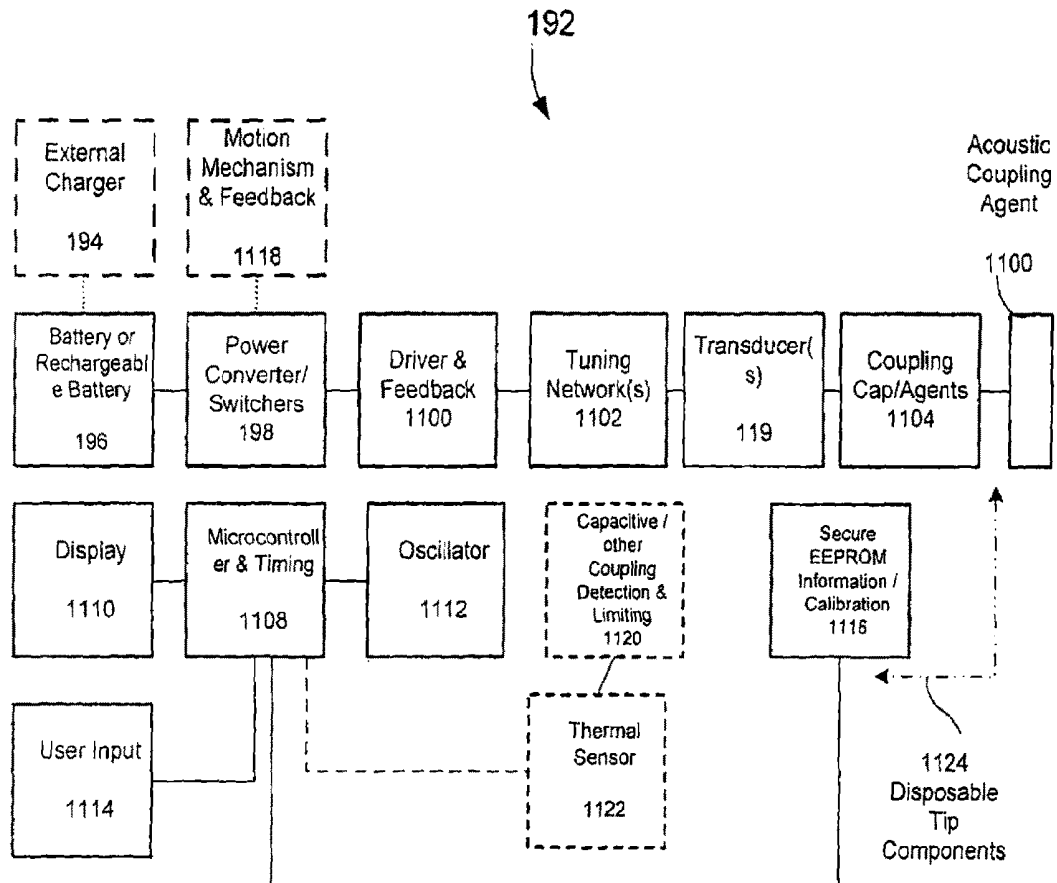 192
External
Charger
194
Motion
Mechanism
& Feedback
1118
Acoustic
Coupling
Agent
1100
Battery or
Rechargeabl
e Battery
196
Power
Converter/
Switchers
198
Driver &
Feedback
1100
Tuning
Network(s)
1102
Transducer(
s)
119
Coupling
Cap/Agents
1104
Display
1110
Microcontroll
er & Timing
1108
Oscillator
1112
Capacitive /
other
Coupling
Detection &
Limiting
1120
Secure
EEPROM
Information /
Calibration
1116
User Input
1114
Thermal
Sensor
1122
1124
Disposable
Tip
Components